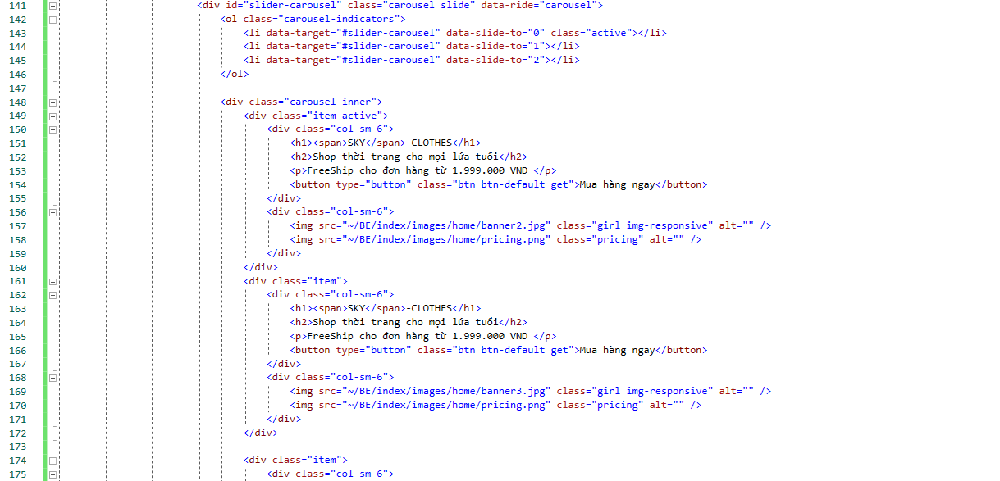 141 <div id="slider-carousel" class="carousel slide" data-ride="carousel">
142 <ol class="carousel-indicators">
143 <li data-target="#slider-carousel" data-slide-to="0" class="active"></li>
144 <li data-target="#slider-carousel" data-slide-to="1"></li>
145 <li data-target="#slider-carousel" data-slide-to="2"></li>
146 </ol>
147
148 <div class="carousel-inner">
149 <div class="item active">
150 <div class="col-sm-6">
151 <h1><span>SKY</span>-CLOTHES</h1>
152 <h2>Shop thời trang cho mọi lứa tuổi</h2>
153 <p>FreeShip cho đơn hàng từ 1.999.000 VND </p>
154 <button type="button" class="btn btn-default get">Mua hàng ngay</button>
155 </div>
156 <div class="col-sm-6">
157 <img src="~/BE/index/images/home/banner2.jpg" class="girl img-responsive" alt="" />
158 <img src="~/BE/index/images/home/pricing.png" class="pricing" alt="" />
159 </div>
160 </div>
161 <div class="item">
162 <div class="col-sm-6">
163 <h1><span>SKY</span>-CLOTHES</h1>
164 <h2>Shop thời trang cho mọi lứa tuổi</h2>
165 <p>FreeShip cho đơn hàng từ 1.999.000 VND </p>
166 <button type="button" class="btn btn-default get">Mua hàng ngay</button>
167 </div>
168 <div class="col-sm-6">
169 <img src="~/BE/index/images/home/banner3.jpg" class="girl img-responsive" alt="" />
170 <img src="~/BE/index/images/home/pricing.png" class="pricing" alt="" />
171 </div>
172 </div>
173
174 <div class="item">
175 <div class="col-sm-6">